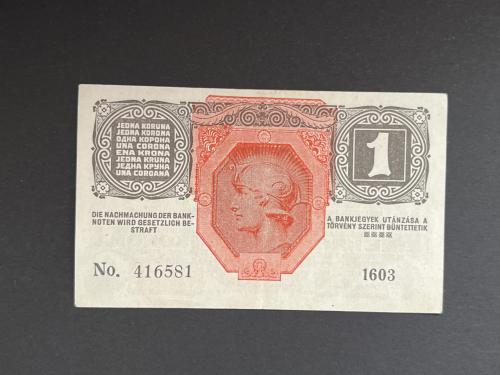 JEDNA KORUNA
JEDNA KORONA
ОДНА КОРОНА
UNA CORONA
ENA KRONA
JEDNA KRUNA
ЈЕДНА КРУНА
UNA COROANĂ
1
DIE NACHMACHUNG DER BANK-
NOTEN WIRD GESETZLICH BE-
STRAFT
A BANKJEGYEK UTÁNZÁSA A
TÖRVÉNY SZERINT BÜNTETTETIK
No. 416581
1603